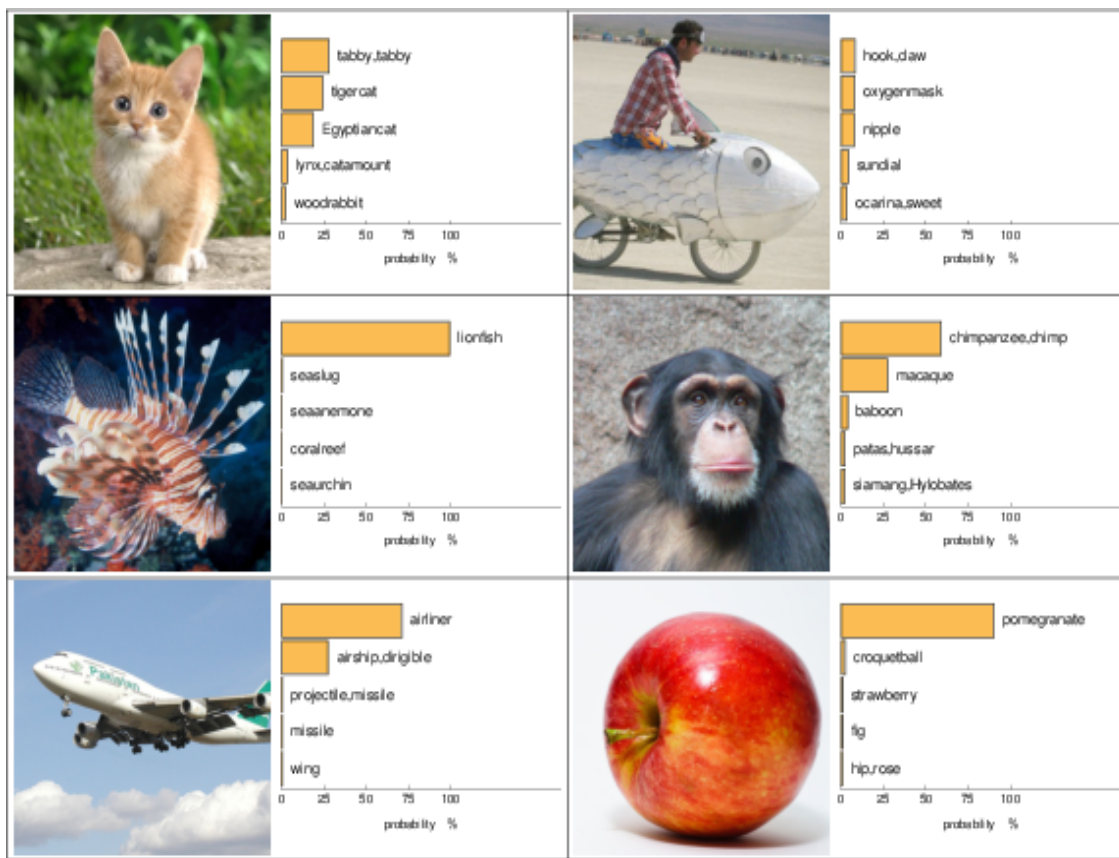 tabby,tabby
tigercat
Egyptiancat
lynx,catamount
woodrabbit
0 25 50 75 100
probability %
hook,claw
oxygenmask
nipple
sundial
ocarina,sweet
0 25 50 75 100
probability %
lionfish
seaslug
seaanemone
coralreef
seaurchin
0 25 50 75 100
probability %
chimpanzee,chimp
macaque
baboon
patas,hussar
siamang,Hylobates
0 25 50 75 100
probability %
airliner
airship,dirigible
projectile,missile
missile
wing
0 25 50 75 100
probability %
pomegranate
croquetball
strawberry
fig
hip,rose
0 25 50 75 100
probability %